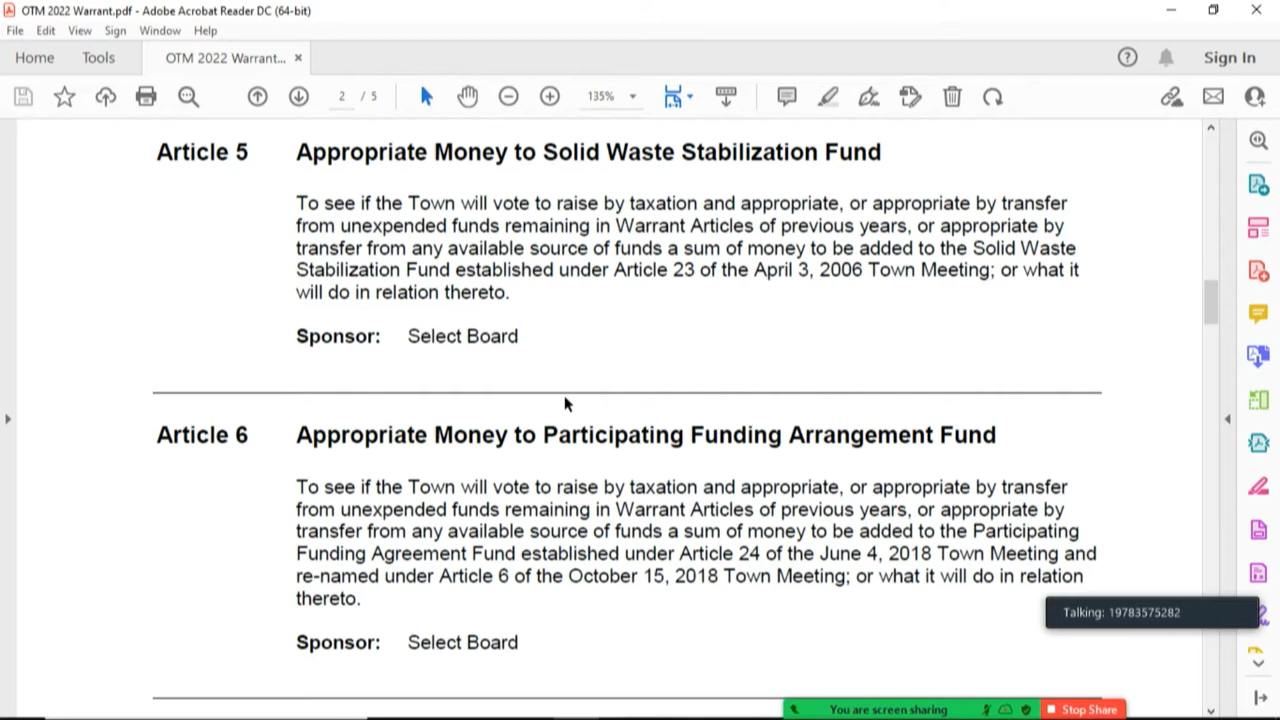 OTM 2022 Warrant.pdf - Adobe Acrobat Reader DC (64-bit)
File Edit View Sign Window Help
Home Tools OTM 2022 Warrant... × Sign In
2 / 5 135%
Article 5 Appropriate Money to Solid Waste Stabilization Fund
To see if the Town will vote to raise by taxation and appropriate, or appropriate by transfer
from unexpended funds remaining in Warrant Articles of previous years, or appropriate by
transfer from any available source of funds a sum of money to be added to the Solid Waste
Stabilization Fund established under Article 23 of the April 3, 2006 Town Meeting; or what it
will do in relation thereto.
Sponsor: Select Board
Article 6 Appropriate Money to Participating Funding Arrangement Fund
To see if the Town will vote to raise by taxation and appropriate, or appropriate by transfer
from unexpended funds remaining in Warrant Articles of previous years, or appropriate by
transfer from any available source of funds a sum of money to be added to the Participating
Funding Agreement Fund established under Article 24 of the June 4, 2018 Town Meeting and
re-named under Article 6 of the October 15, 2018 Town Meeting; or what it will do in relation
thereto.
Talking: 19783575282
Sponsor: Select Board
You are screen sharing Stop Share